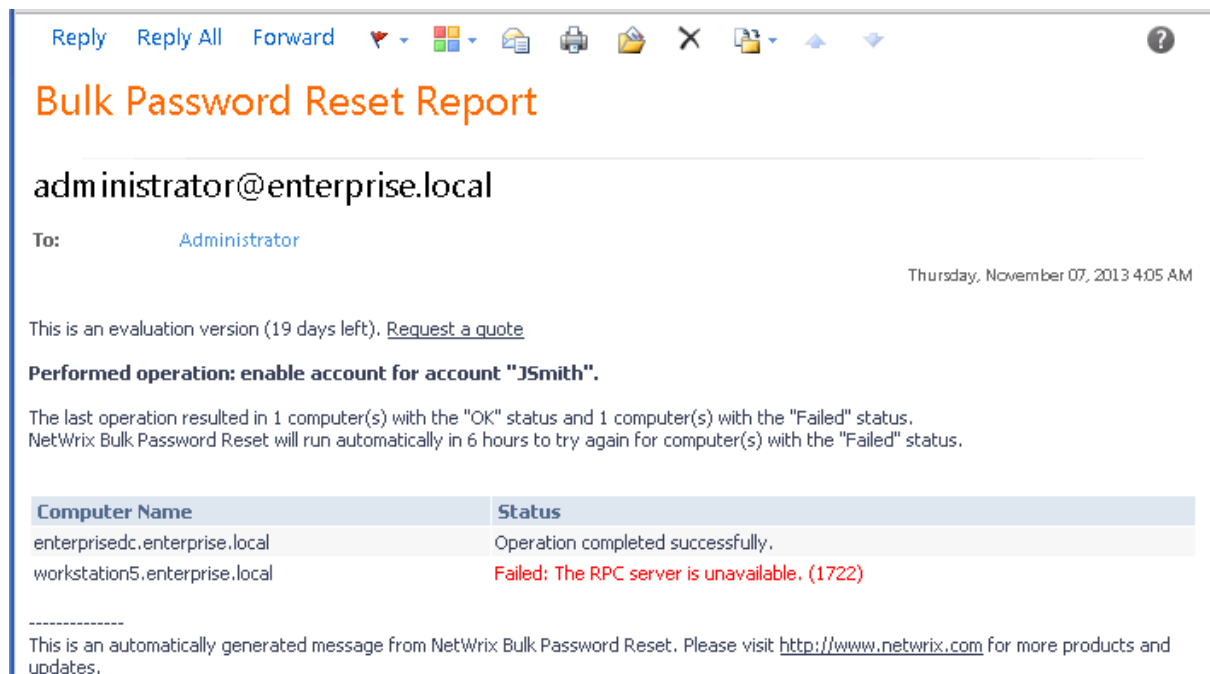 Reply Reply All Forward
Bulk Password Reset Report
administrator@enterprise.local
To: Administrator
Thursday, November 07, 2013 4:05 AM
This is an evaluation version (19 days left). Request a quote
Performed operation: enable account for account "JSmith".
The last operation resulted in 1 computer(s) with the "OK" status and 1 computer(s) with the "Failed" status.
NetWrix Bulk Password Reset will run automatically in 6 hours to try again for computer(s) with the "Failed" status.
Computer Name Status
enterprisedc.enterprise.local Operation completed successfully.
workstation5.enterprise.local Failed: The RPC server is unavailable. (1722)
--------------
This is an automatically generated message from NetWrix Bulk Password Reset. Please visit http://www.netwrix.com for more products and
updates.